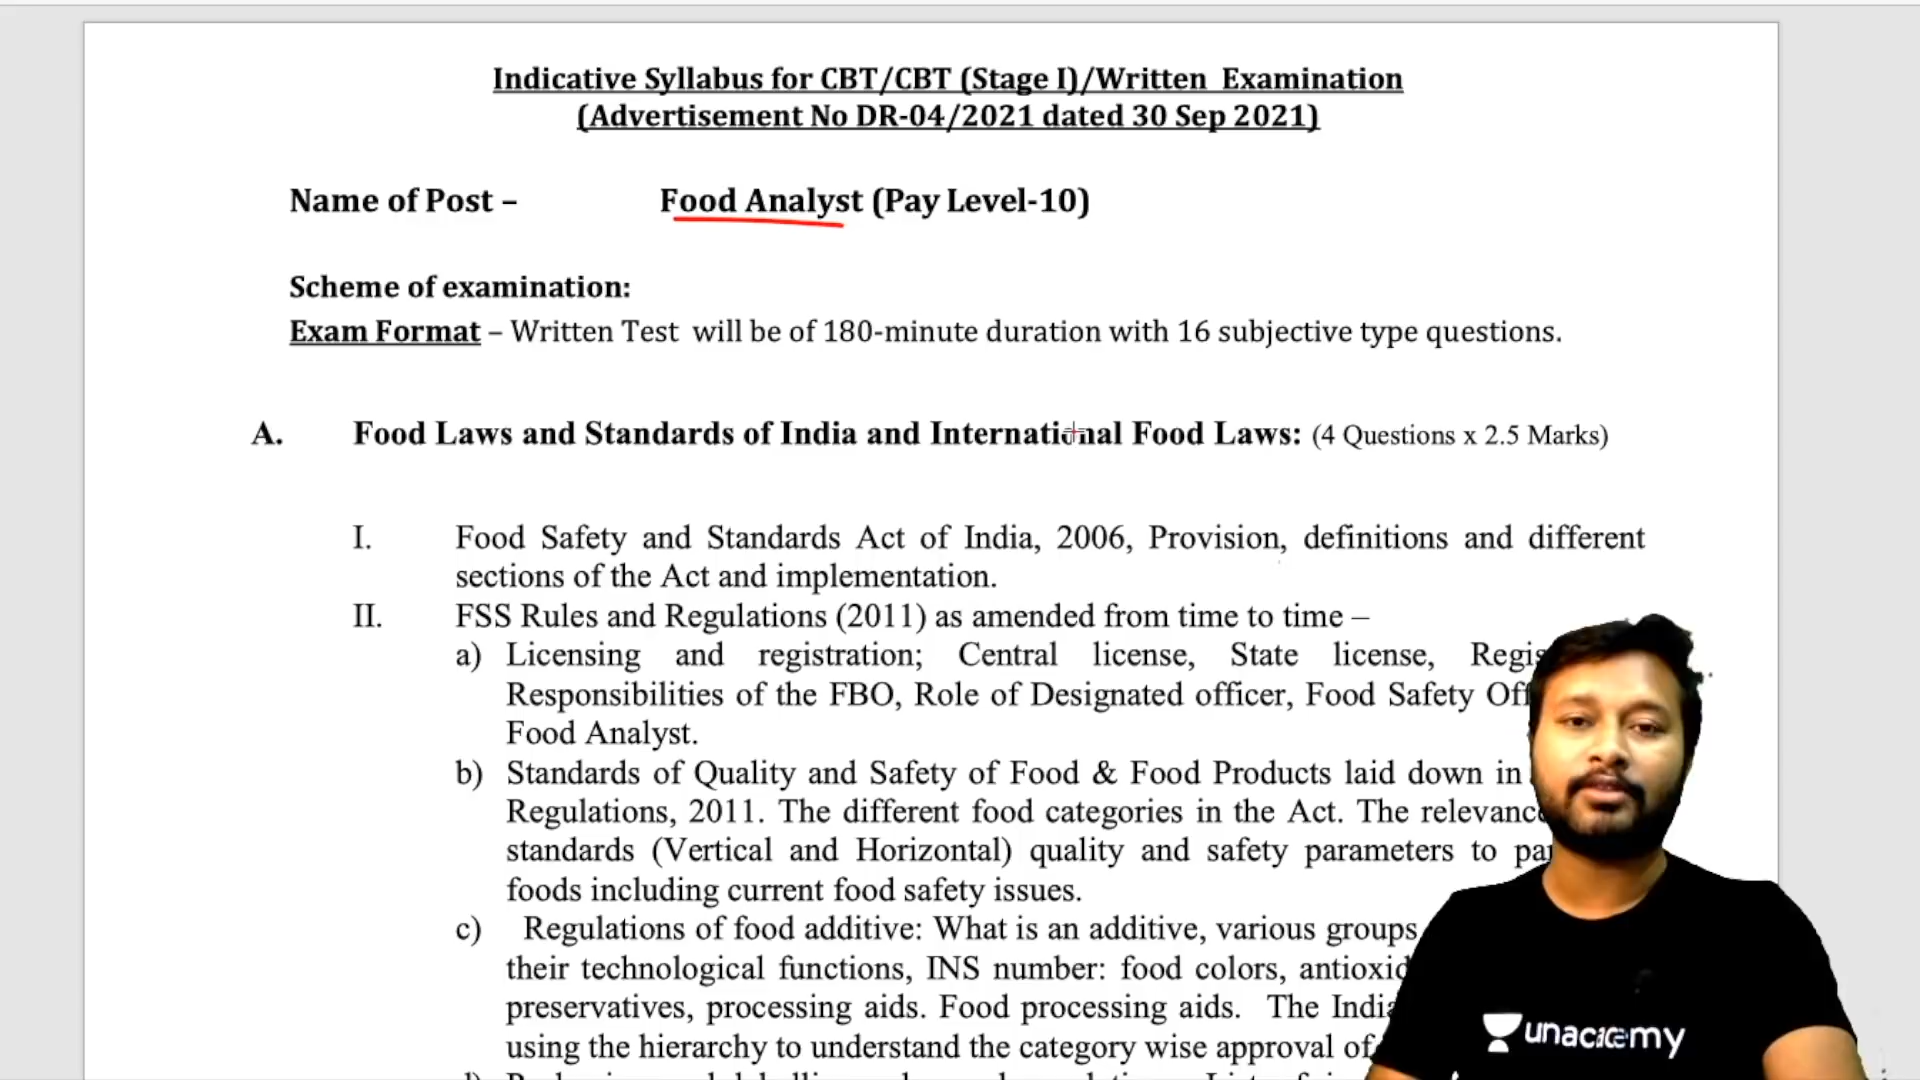 Indicative Syllabus for CBT/CBT (Stage I)/Written Examination
(Advertisement No DR-04/2021 dated 30 Sep 2021)
Name of Post – Food Analyst (Pay Level-10)
Scheme of examination:
Exam Format – Written Test will be of 180-minute duration with 16 subjective type questions.
A. Food Laws and Standards of India and International Food Laws: (4 Questions x 2.5 Marks)
I. Food Safety and Standards Act of India, 2006, Provision, definitions and different
sections of the Act and implementation.
II. FSS Rules and Regulations (2011) as amended from time to time –
a) Licensing and registration; Central license, State license,
Responsibilities of the FBO, Role of Designated officer, Food Safety
Food Analyst.
b) Standards of Quality and Safety of Food & Food Products laid down in
Regulations, 2011. The different food categories in the Act. The relevance
standards (Vertical and Horizontal) quality and safety parameters to
foods including current food safety issues.
c) Regulations of food additive: What is an additive, various groups
their technological functions, INS number: food colors,
preservatives, processing aids. Food processing aids. The
using the hierarchy to understand the category wise approval of
unacademy